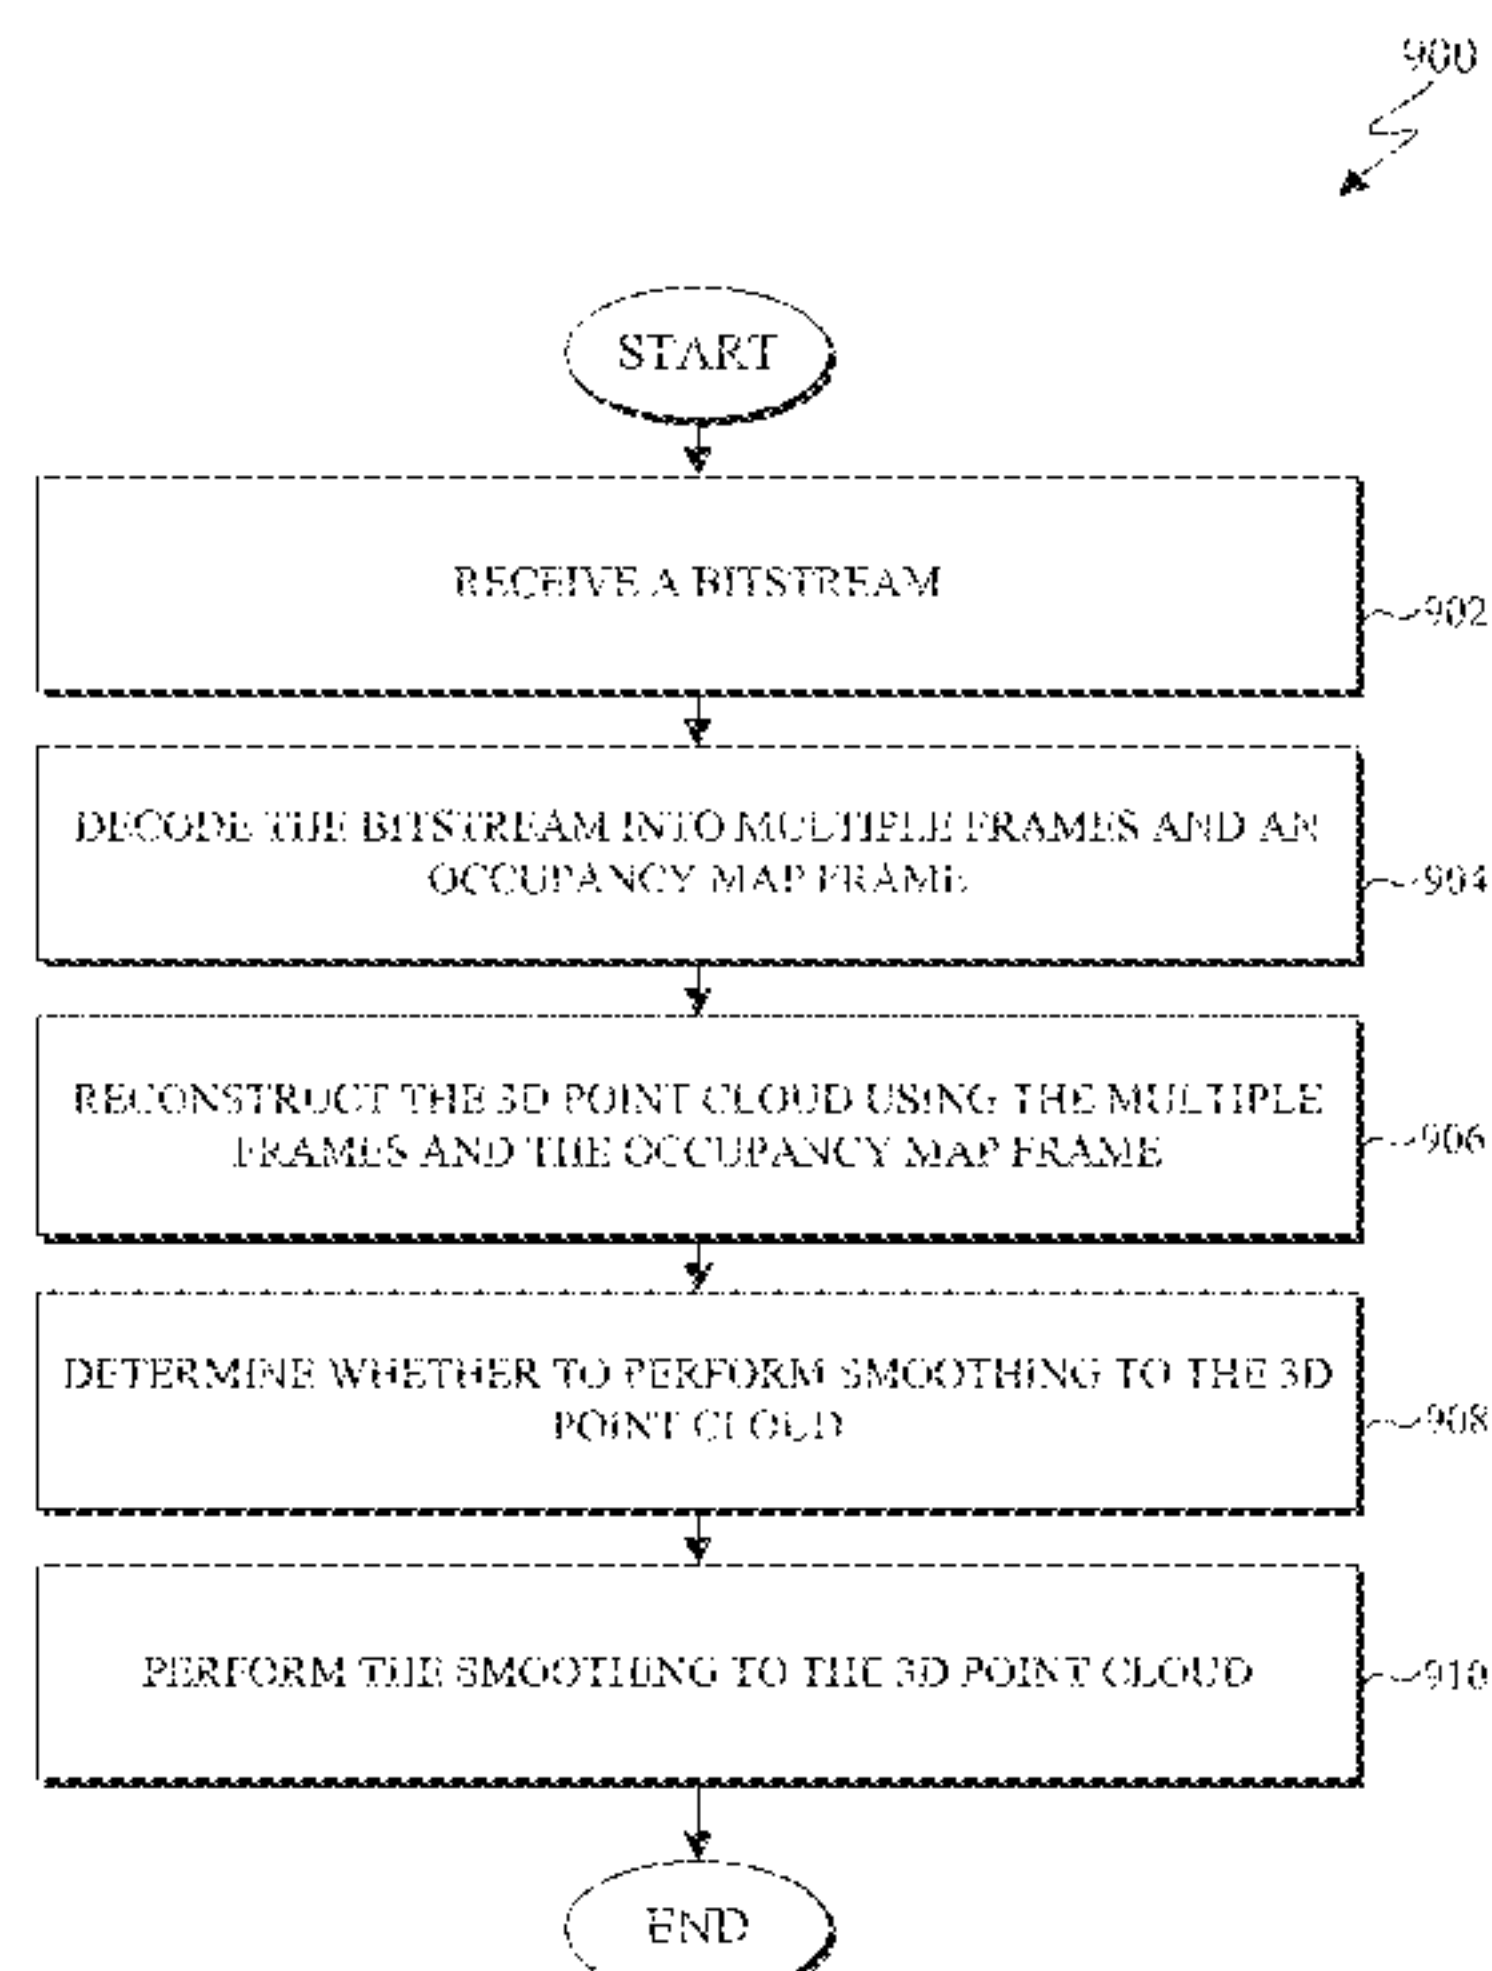 900
START
RECEIVE A BITSTREAM
902
DECODE THE BITSTREAM INTO MULTIPLE FRAMES AND AN
OCCUPANCY MAP FRAME
904
RECONSTRUCT THE 3D POINT CLOUD USING THE MULTIPLE
FRAMES AND THE OCCUPANCY MAP FRAME
906
DETERMINE WHETHER TO PERFORM SMOOTHING TO THE 3D
POINT CLOUD
908
PERFORM THE SMOOTHING TO THE 3D POINT CLOUD
910
END